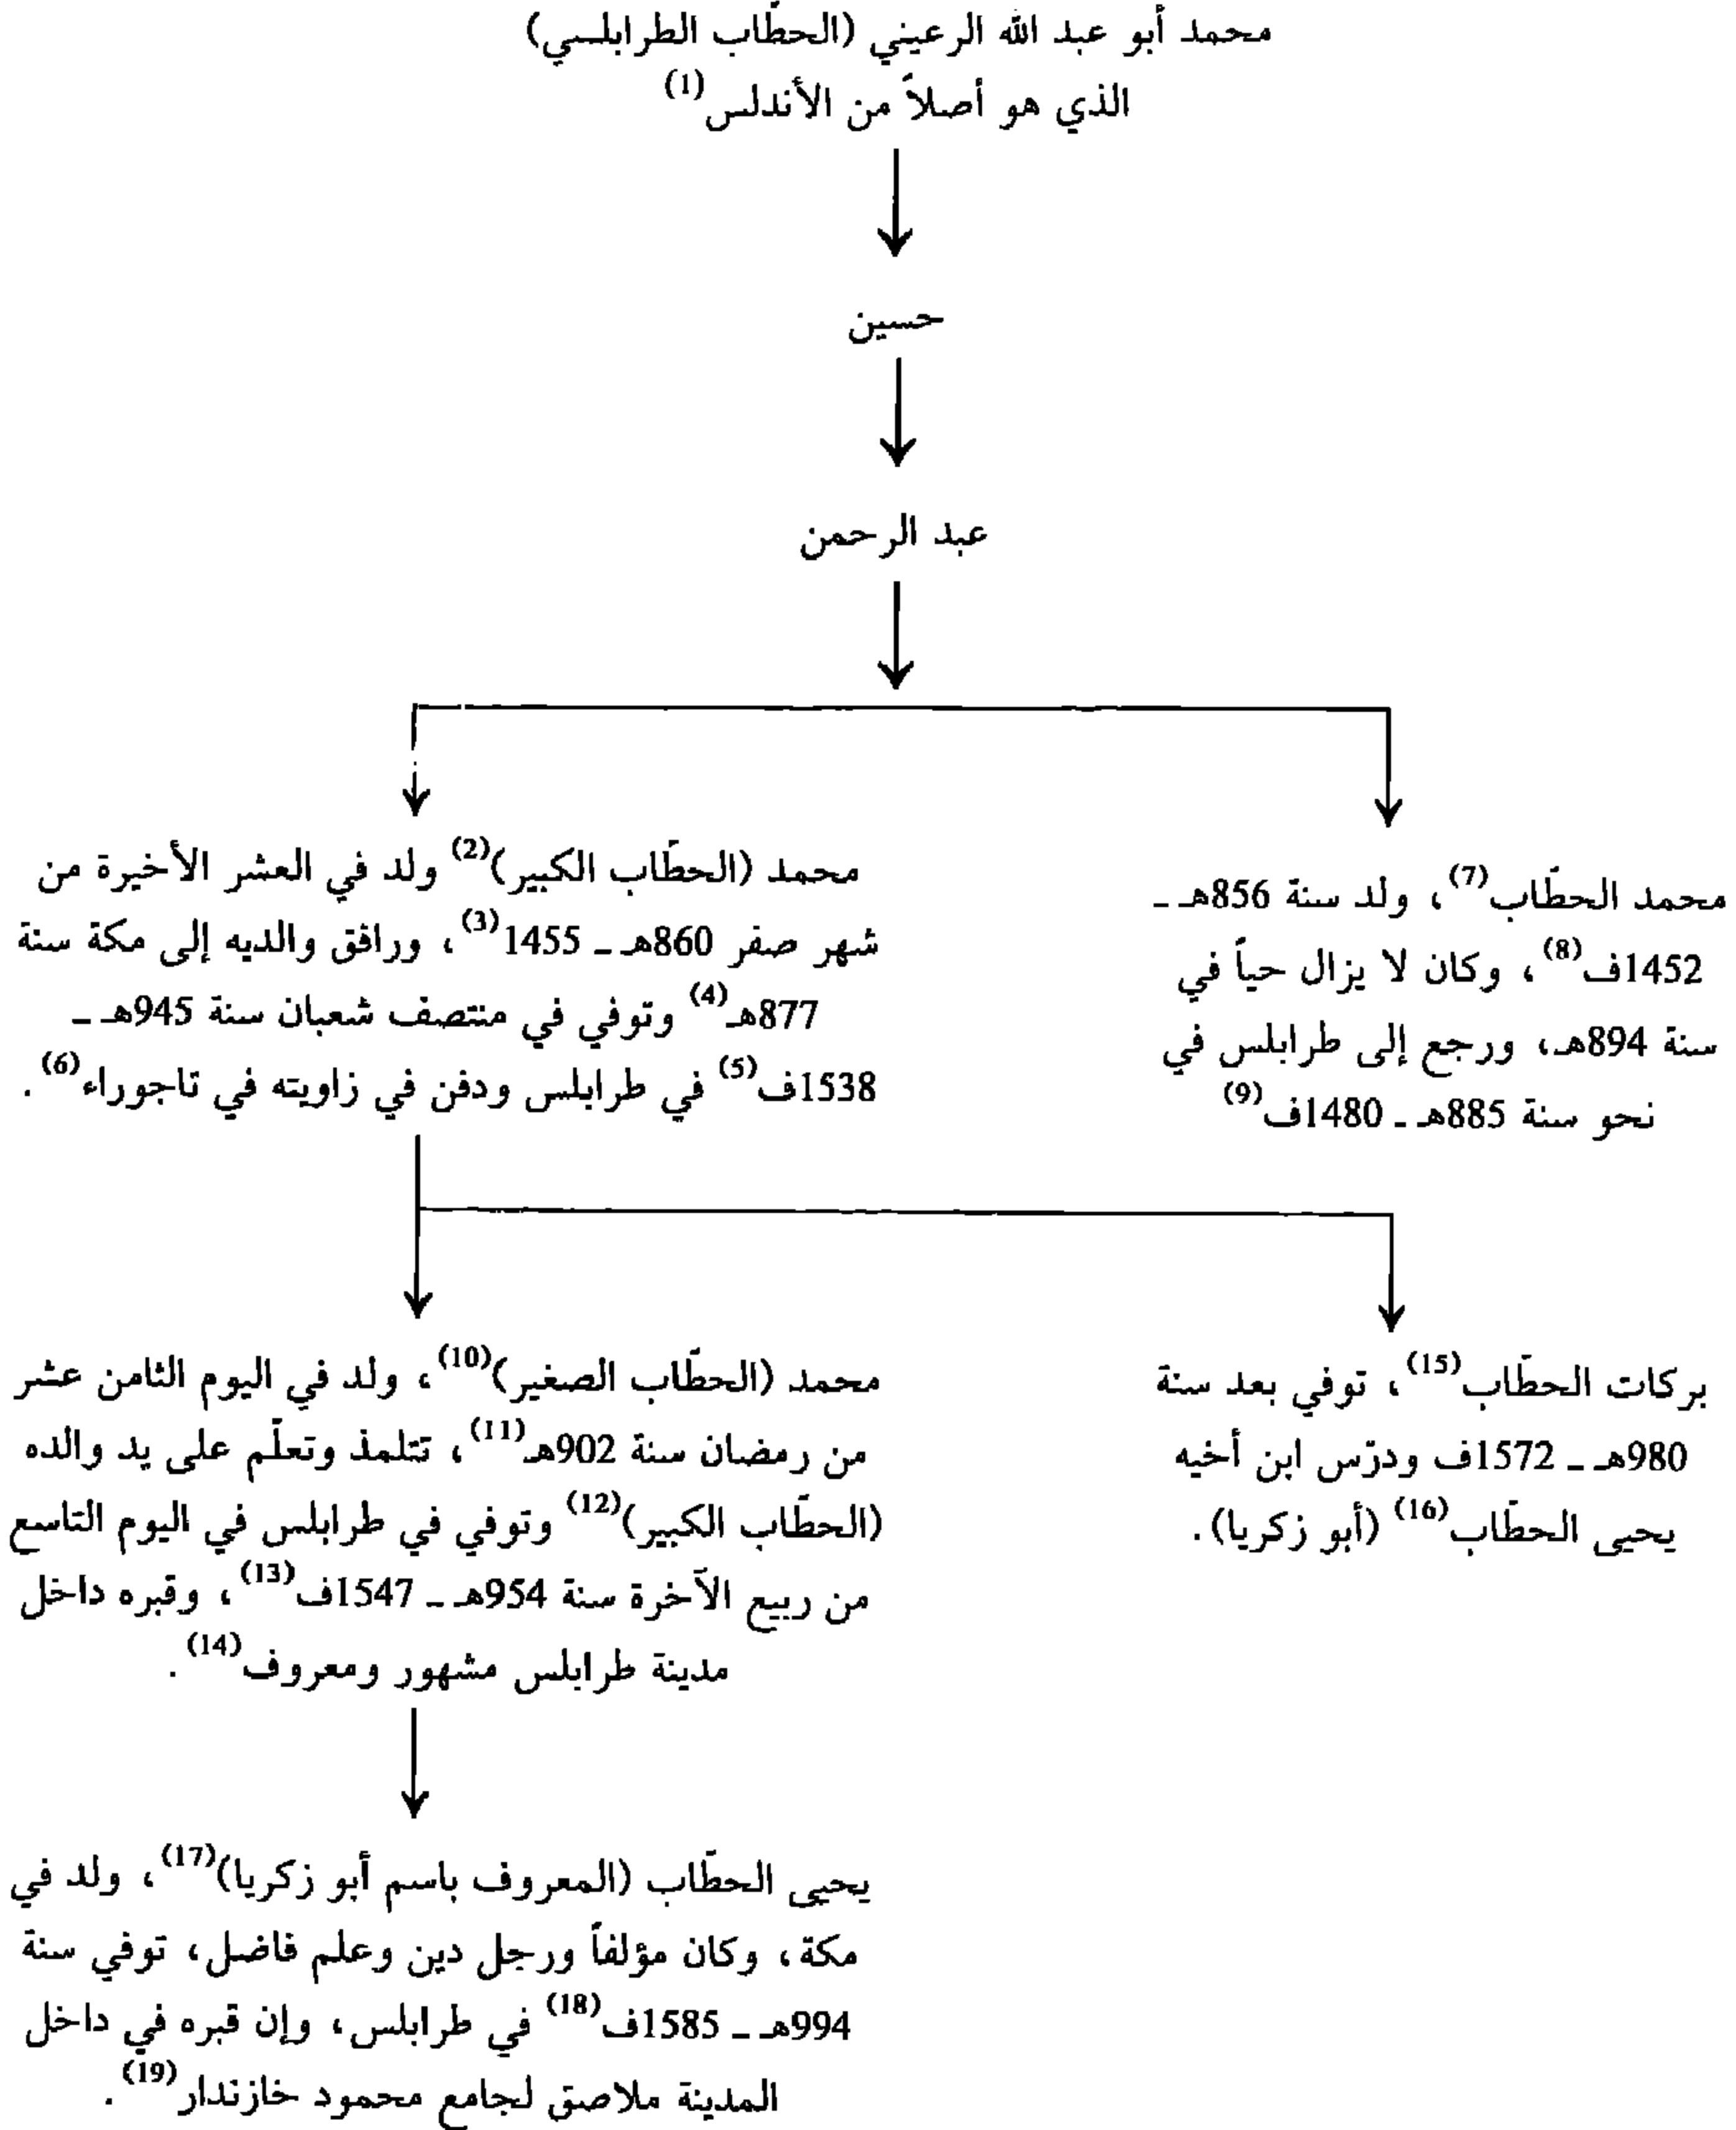 محمد أبو عبد الله الرعيني (الحطّاب الطرابلسي)
الذي هو أصلاً من الأندلس(1)
حسين
عبد الرحمن
محمد الحطّاب(7)، ولد سنة 856هـ ـ
1452ف(8)، وكان لا يزال حياً في
سنة 894هـ، ورجع إلى طرابلس في
نحو سنة 885هـ ـ 1480ف(9)
محمد (الحطّاب الكبير)(2) ولد في العشر الأخيرة من
شهر صفر 860هـ ـ 1455(3)، ورافق والديه إلى مكة سنة
877هـ(4) وتوفي في منتصف شعبان سنة 945هـ ـ
1538ف(5) في طرابلس ودفن في زاويته في تاجوراء(6).
بركات الحطّاب(15)، توفي بعد سنة
980هـ ـ 1572ف ودرّس ابن أخيه
يحيى الحطّاب(16) (أبو زكريا).
محمد (الحطّاب الصغير)(10)، ولد في اليوم الثامن عشر
من رمضان سنة 902هـ(11)، تتلمذ وتعلّم على يد والده
(الحطّاب الكبير)(12) وتوفي في طرابلس في اليوم التاسع
من ربيع الآخرة سنة 954هـ ـ 1547ف(13)، وقبره داخل
مدينة طرابلس مشهور ومعروف(14).
يحيى الحطّاب (المعروف باسم أبو زكريا)(17)، ولد في
مكة، وكان مؤلفاً ورجل دين وعلم فاضل، توفي سنة
994هـ ـ 1585ف(18) في طرابلس، وإن قبره في داخل
المدينة ملاصق لجامع محمود خازندار(19).